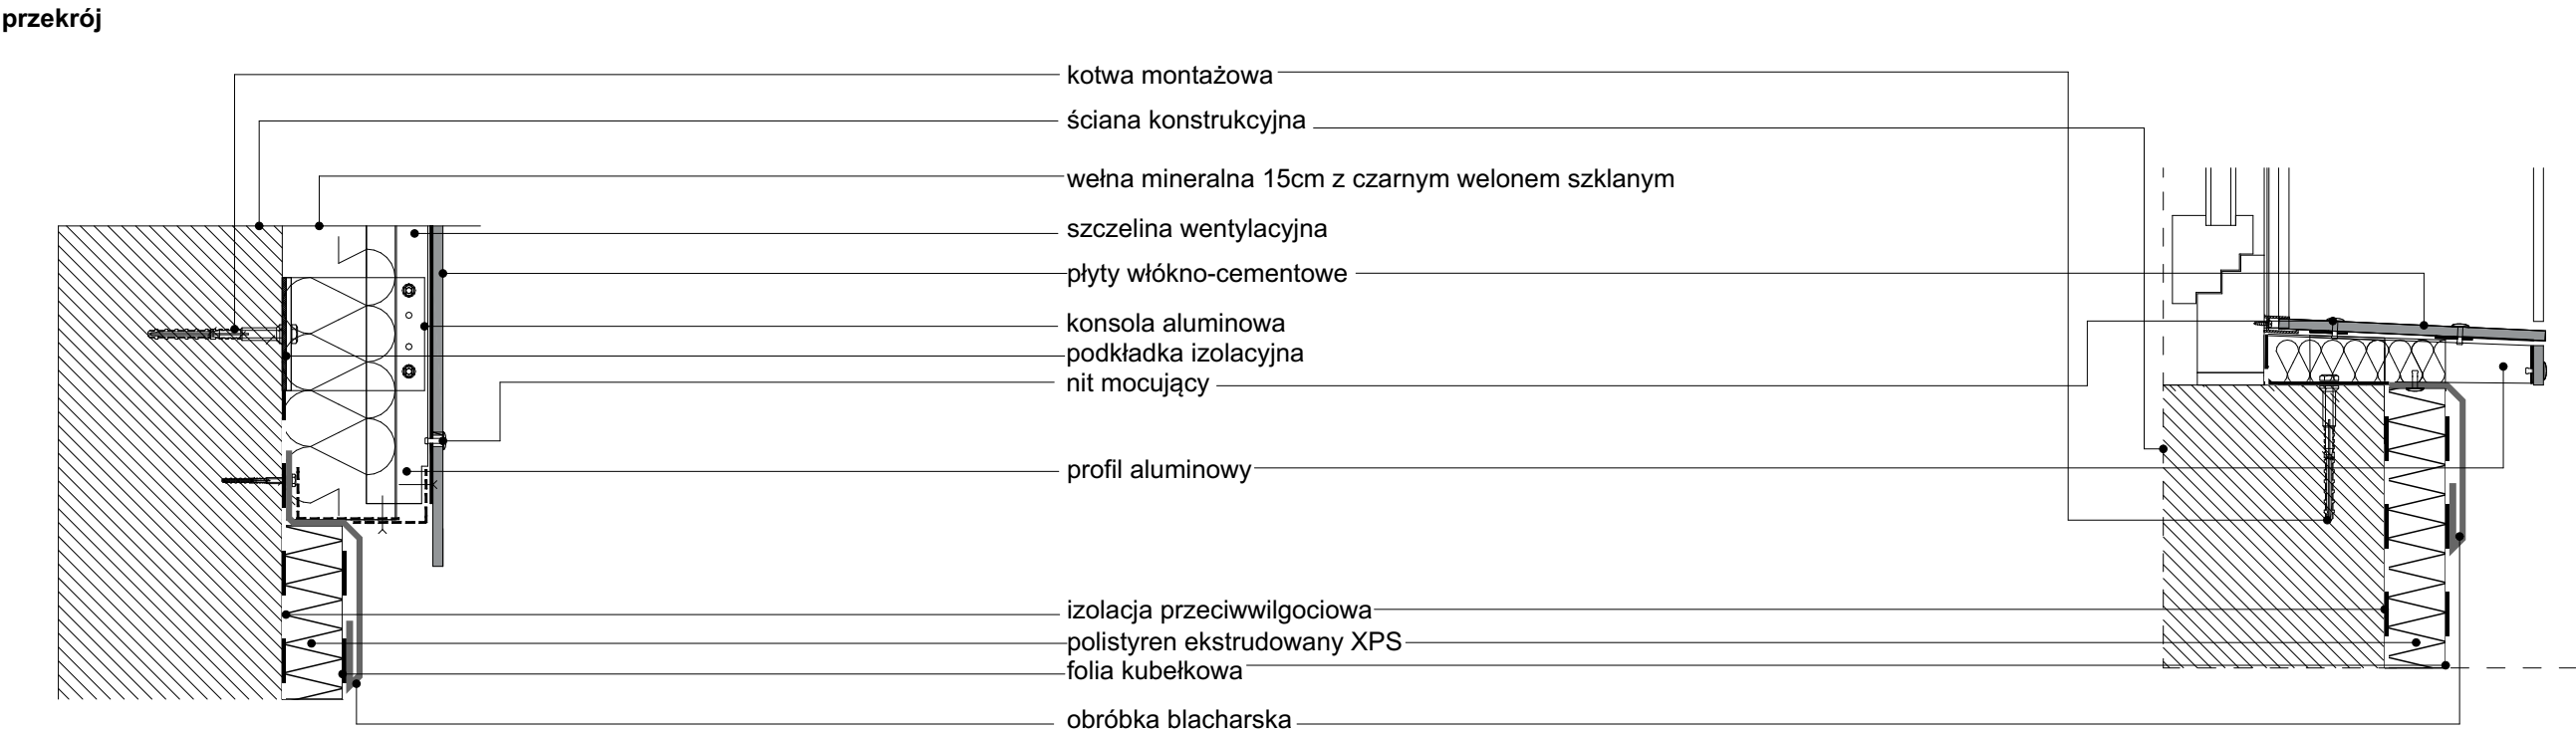 przekrój
kotwa montażowa
ściana konstrukcyjna
wełna mineralna 15cm z czarnym welonem szklanym
szczelina wentylacyjna
płyty włókno-cementowe
konsola aluminowa
podkładka izolacyjna
nit mocujący
profil aluminowy
izolacja przeciwwilgociowa
polistyren ekstrudowany XPS
folia kubełkowa
obróbka blacharska